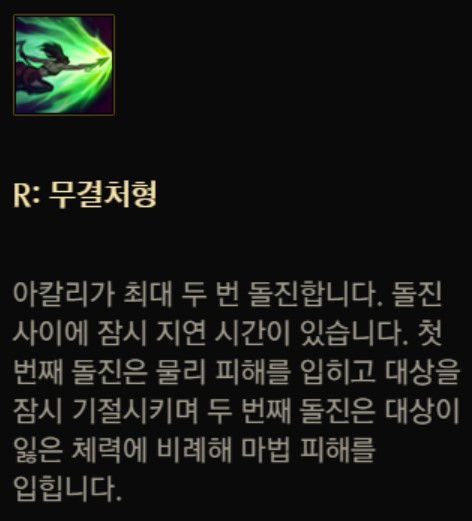 R: 무결처형
아칼리가 최대 두 번 돌진합니다. 돌진
사이에 잠시 지연 시간이 있습니다. 첫
번째 돌진은 물리 피해를 입히고 대상을
잠시 기절시키며 두 번째 돌진은 대상이
잃은 체력에 비례해 마법 피해를
입힙니다.